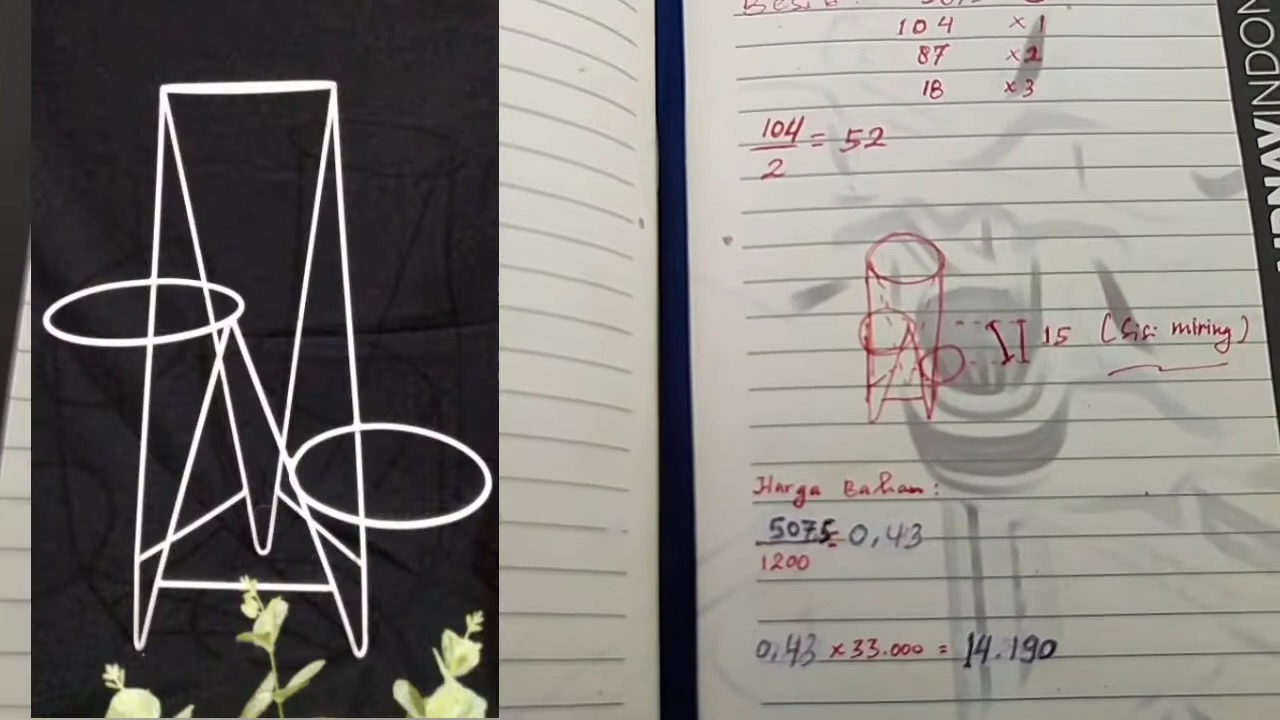 104 x 1
87 x 2
18 x 3
104
2 = 52
15 (Sisi miring)
Harga Bahan :
5075
1200 = 0,43
0,43 x 33.000 = 14.190